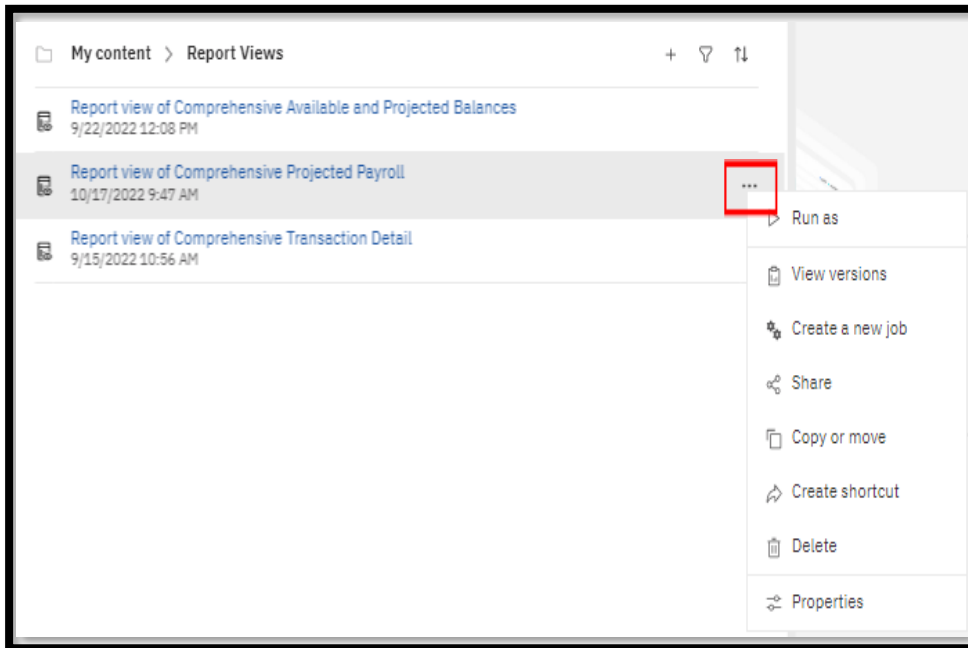 My content > Report Views
Report view of Comprehensive Available and Projected Balances
9/22/2022 12:08 PM
Report view of Comprehensive Projected Payroll
10/17/2022 9:47 AM
Report view of Comprehensive Transaction Detail
9/15/2022 10:56 AM
Run as
View versions
Create a new job
Share
Copy or move
Create shortcut
Delete
Properties